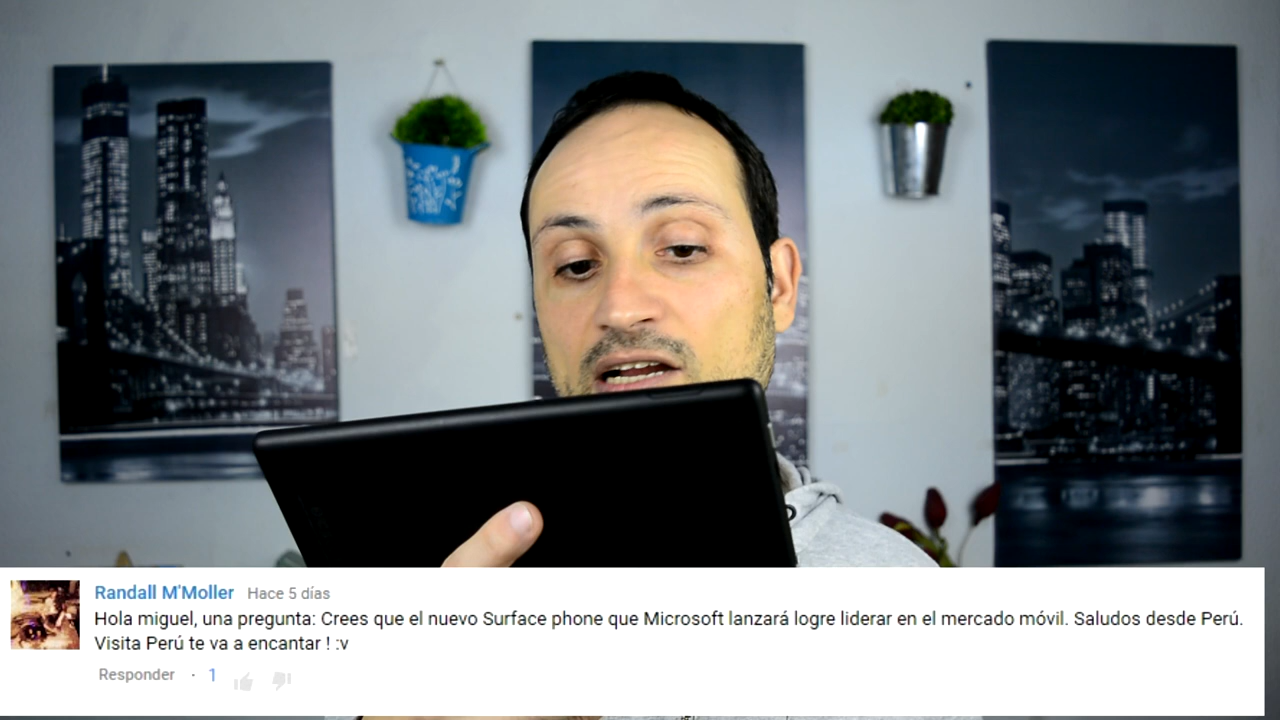 Randall M'Moller Hace 5 días
Hola miguel, una pregunta: Crees que el nuevo Surface phone que Microsoft lanzará logre liderar en el mercado móvil. Saludos desde Perú.
Visita Perú te va a encantar ! :v
Responder · 1